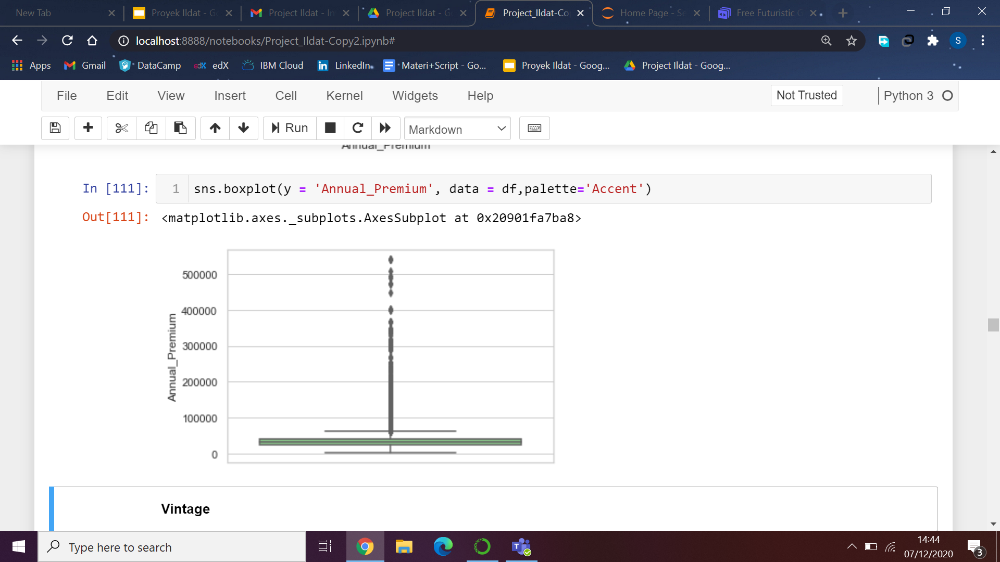 New Tab
Proyek Ildat - G
Project Ildat - In
Project Ildat - G
Project_Ildat-Co
Home Page - Se
Free Futuristic G
localhost:8888/notebooks/Project_Ildat-Copy2.ipynb#
S
Apps
Gmail
DataCamp
edX
IBM Cloud
LinkedIn
Materi+Script - Go...
Proyek Ildat - Goog...
Project Ildat - Goog...
File Edit View Insert Cell Kernel Widgets Help
Not Trusted
Python 3
Run
Markdown
Annual_Premium
In [111]: 1 sns.boxplot(y = 'Annual_Premium', data = df,palette='Accent')
Out[111]: <matplotlib.axes._subplots.AxesSubplot at 0x20901fa7ba8>
500000
400000
300000
200000
100000
0
Annual_Premium
Vintage
Type here to search
14:44
07/12/2020
3